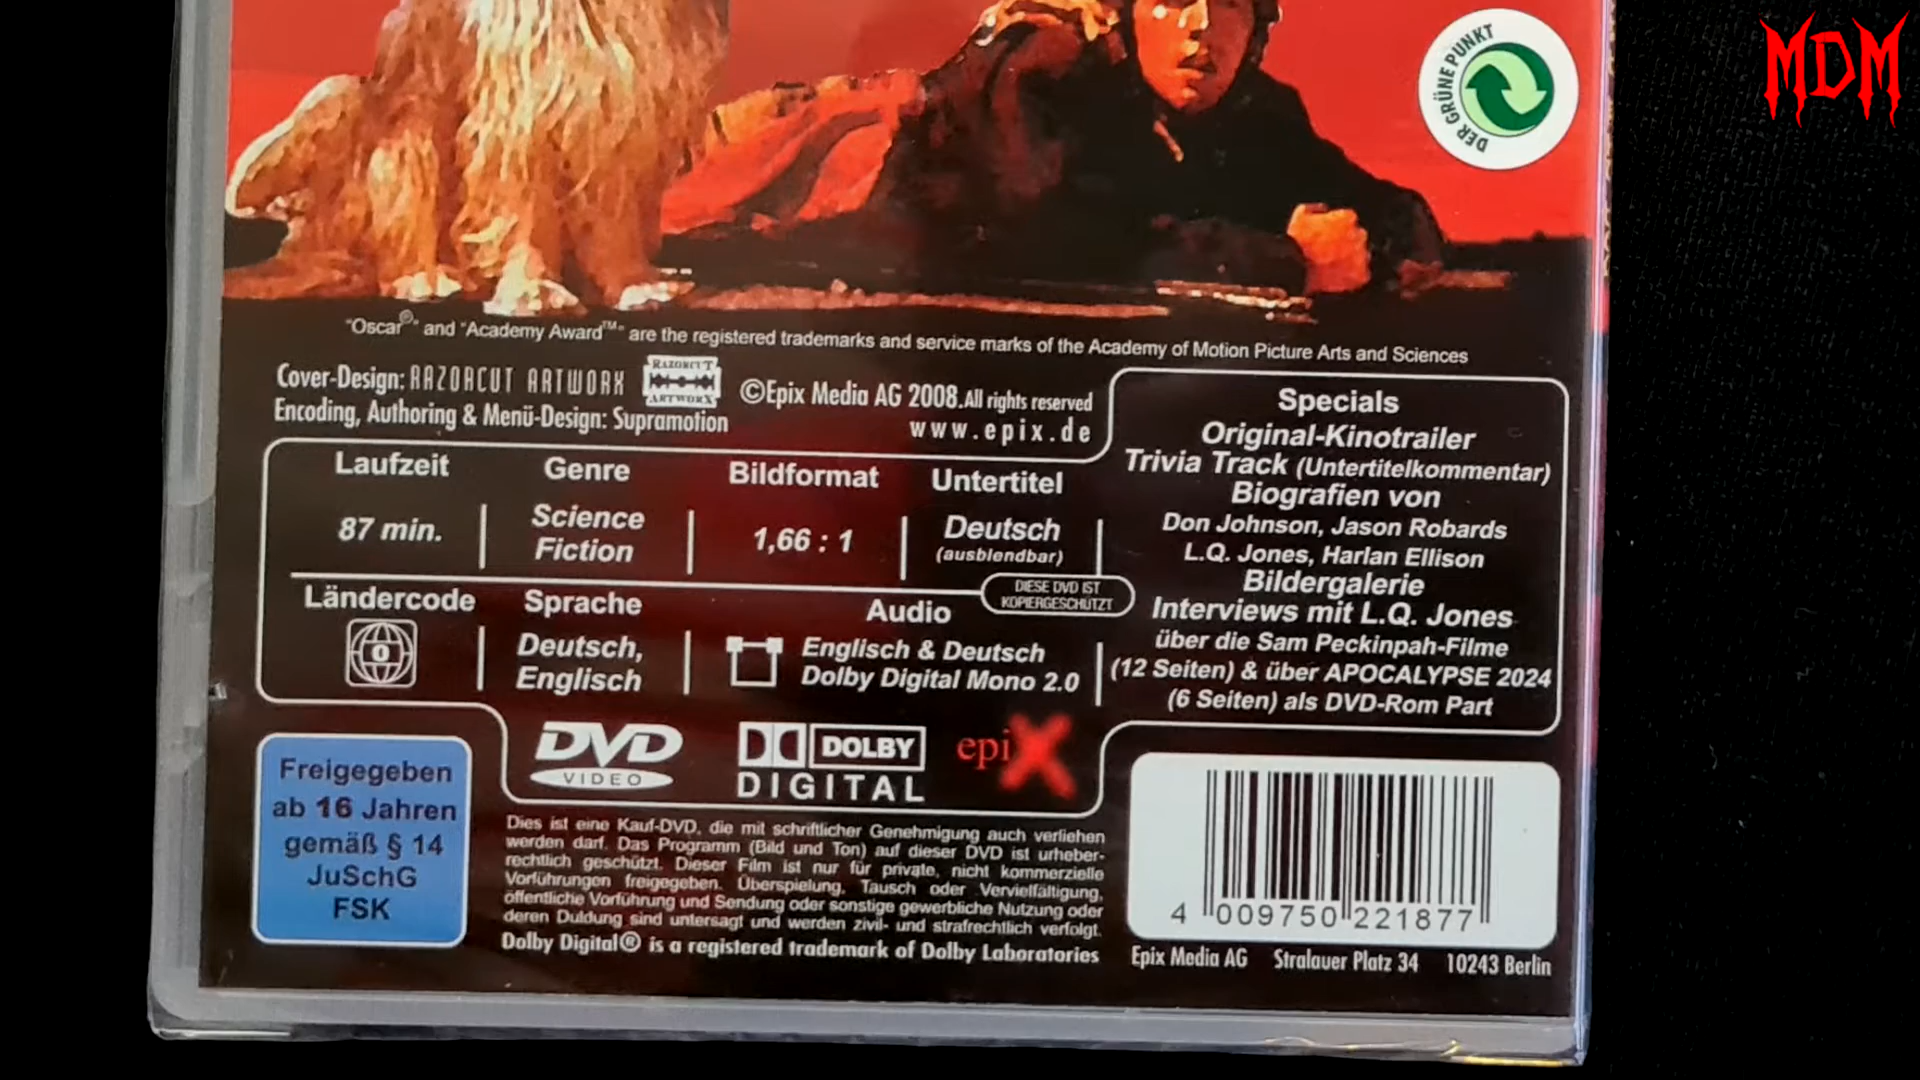 MDM
DER GRÜNE PUNKT
"Oscar®" and "Academy Award™" are the registered trademarks and service marks of the Academy of Motion Picture Arts and Sciences
Cover-Design: RAZORCUT ARTWORX
RAZORCUT
ARTWORX
Encoding, Authoring & Menü-Design: Supramotion
©Epix Media AG 2008. All rights reserved
www.epix.de
Laufzeit
87 min.
Genre
Science
Fiction
Bildformat
1,66 : 1
Untertitel
Deutsch
(ausblendbar)
Ländercode
0
Sprache
Deutsch,
Englisch
Audio
Englisch & Deutsch
Dolby Digital Mono 2.0
DIESE DVD IST
KOPIERGESCHÜTZT
Specials
Original-Kinotrailer
Trivia Track (Untertitelkommentar)
Biografien von
Don Johnson, Jason Robards
L.Q. Jones, Harlan Ellison
Bildergalerie
Interviews mit L.Q. Jones
über die Sam Peckinpah-Filme
(12 Seiten) & über APOCALYPSE 2024
(6 Seiten) als DVD-Rom Part
DVD
VIDEO
DOLBY
DIGITAL
epiX
Freigegeben
ab 16 Jahren
gemäß § 14
JuSchG
FSK
Dies ist eine Kauf-DVD, die mit schriftlicher Genehmigung auch verliehen
werden darf. Das Programm (Bild und Ton) auf dieser DVD ist urheber-
rechtlich geschützt. Dieser Film ist nur für private, nicht kommerzielle
Vorführungen freigegeben. Überspielung, Tausch oder Vervielfältigung,
öffentliche Vorführung und Sendung oder sonstige gewerbliche Nutzung oder
deren Duldung sind untersagt und werden zivil- und strafrechtlich verfolgt.
Dolby Digital® is a registered trademark of Dolby Laboratories
4 009750 221877
Epix Media AG Stralauer Platz 34 10243 Berlin